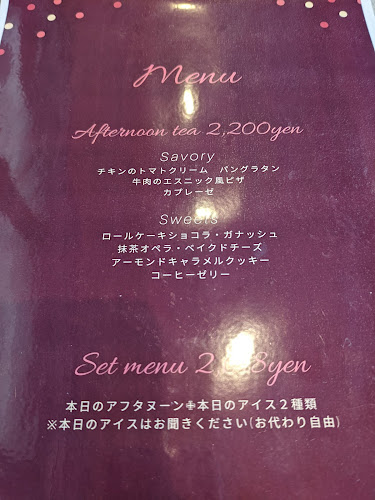 Menu
Afternoon tea 2,200yen
Savory
チキンのトマトクリーム パングラタン
牛肉のエスニック風ピザ
カプレーゼ
Sweets
ロールケーキショコラ・ガナッシュ
抹茶オペラ・ベイクドチーズ
アーモンドキャラメルクッキー
コーヒーゼリー
Set menu
本日のアフタヌーン✙本日のアイス２種類
※本日のアイスはお聞きください(お代わり自由)